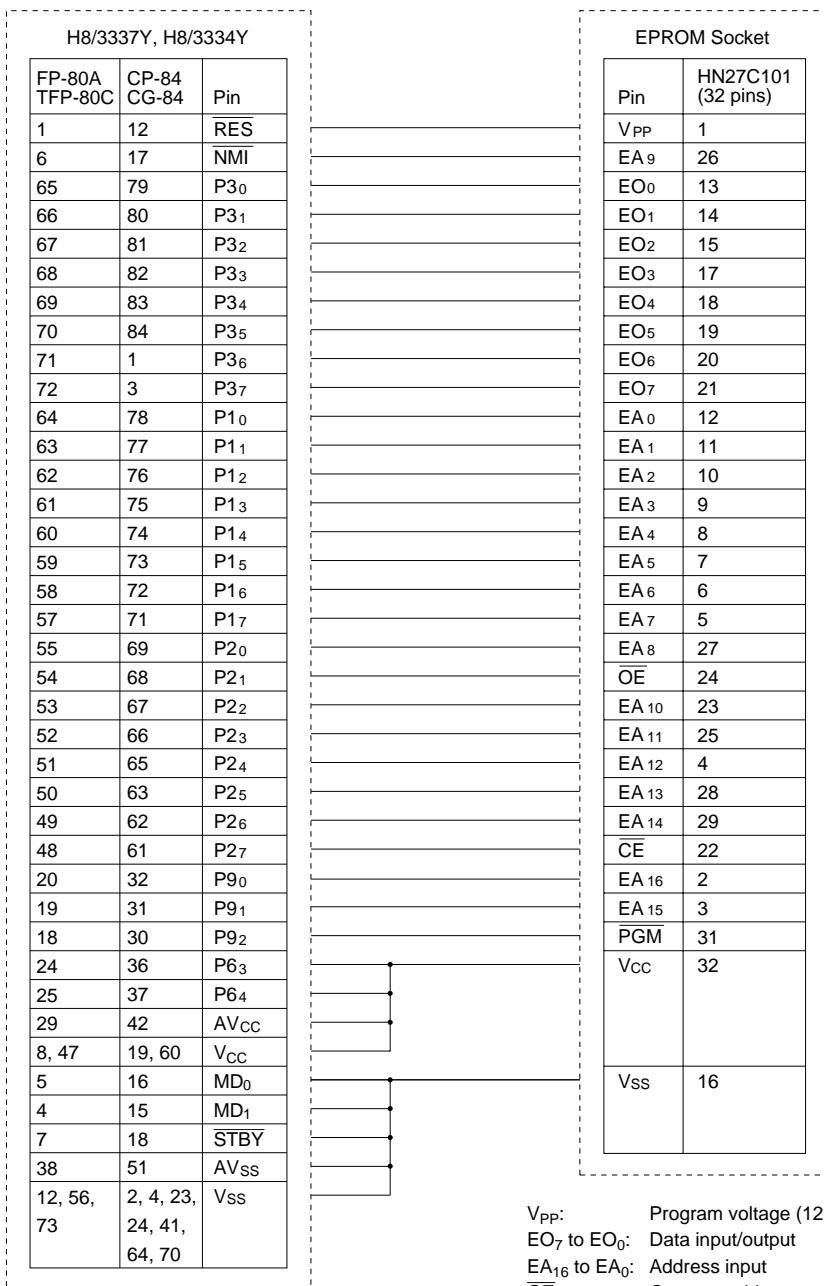 H8/3337Y, H8/3334Y EPROM Socket
FP-80A TFP-80C CP-84 CG-84 Pin Pin HN27C101 (32 pins)
1 12 R̅E̅S̅ VPP 1
6 17 N̅M̅I̅ EA9 26
65 79 P30 EO0 13
66 80 P31 EO1 14
67 81 P32 EO2 15
68 82 P33 EO3 17
69 83 P34 EO4 18
70 84 P35 EO5 19
71 1 P36 EO6 20
72 3 P37 EO7 21
64 78 P10 EA0 12
63 77 P11 EA1 11
62 76 P12 EA2 10
61 75 P13 EA3 9
60 74 P14 EA4 8
59 73 P15 EA5 7
58 72 P16 EA6 6
57 71 P17 EA7 5
55 69 P20 EA8 27
54 68 P21 O̅E̅ 24
53 67 P22 EA10 23
52 66 P23 EA11 25
51 65 P24 EA12 4
50 63 P25 EA13 28
49 62 P26 EA14 29
48 61 P27 C̅E̅ 22
20 32 P90 EA16 2
19 31 P91 EA15 3
18 30 P92 P̅G̅M̅ 31
24 36 P63 VCC 32
25 37 P64
29 42 AVCC
8, 47 19, 60 VCC
5 16 MD0 VSS 16
4 15 MD1
7 18 S̅T̅B̅Y̅
38 51 AVSS
12, 56, 2, 4, 23, VSS
73 24, 41,
64, 70
VPP: Program voltage (12
EO7 to EO0: Data input/output
EA16 to EA0: Address input